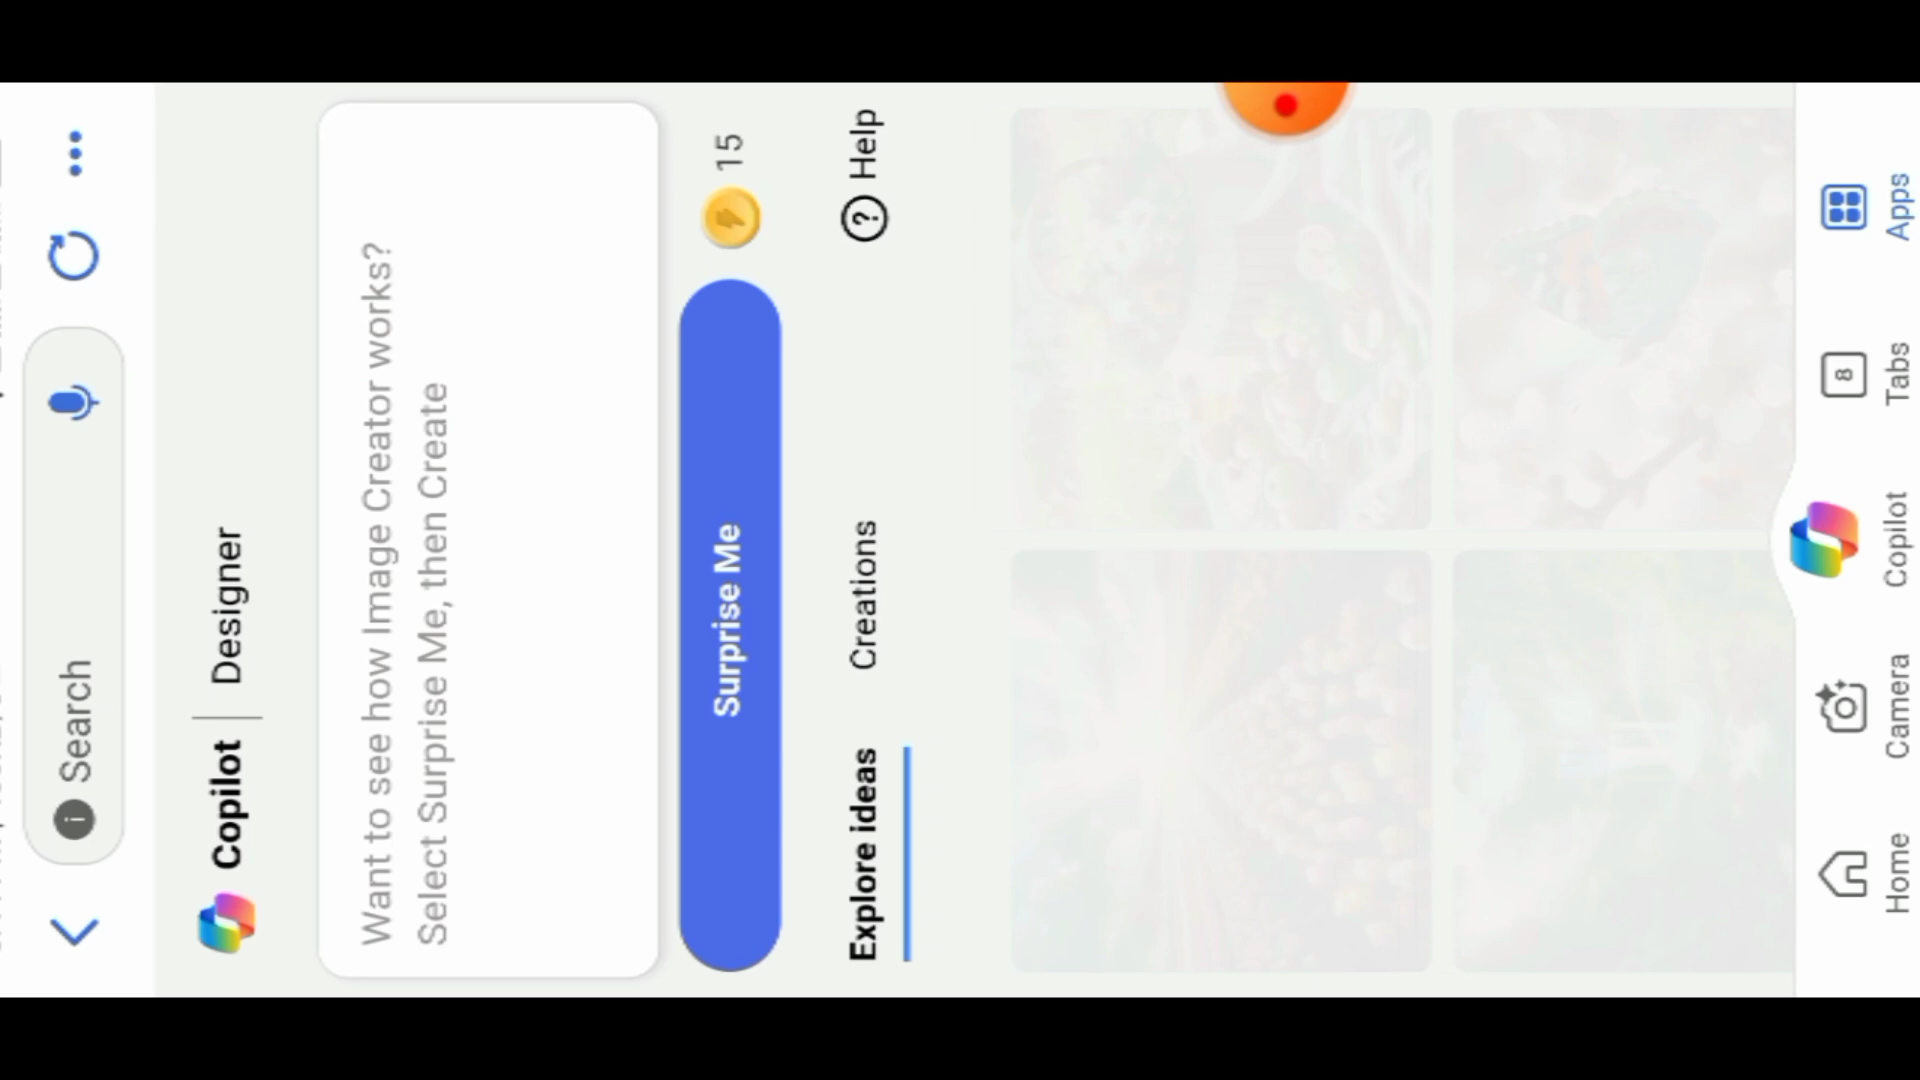 Search
Copilot | Designer
Want to see how Image Creator works?
Select Surprise Me, then Create
Surprise Me
15
Explore ideas
Creations
Help
Home
Camera
Copilot
8
Tabs
Apps